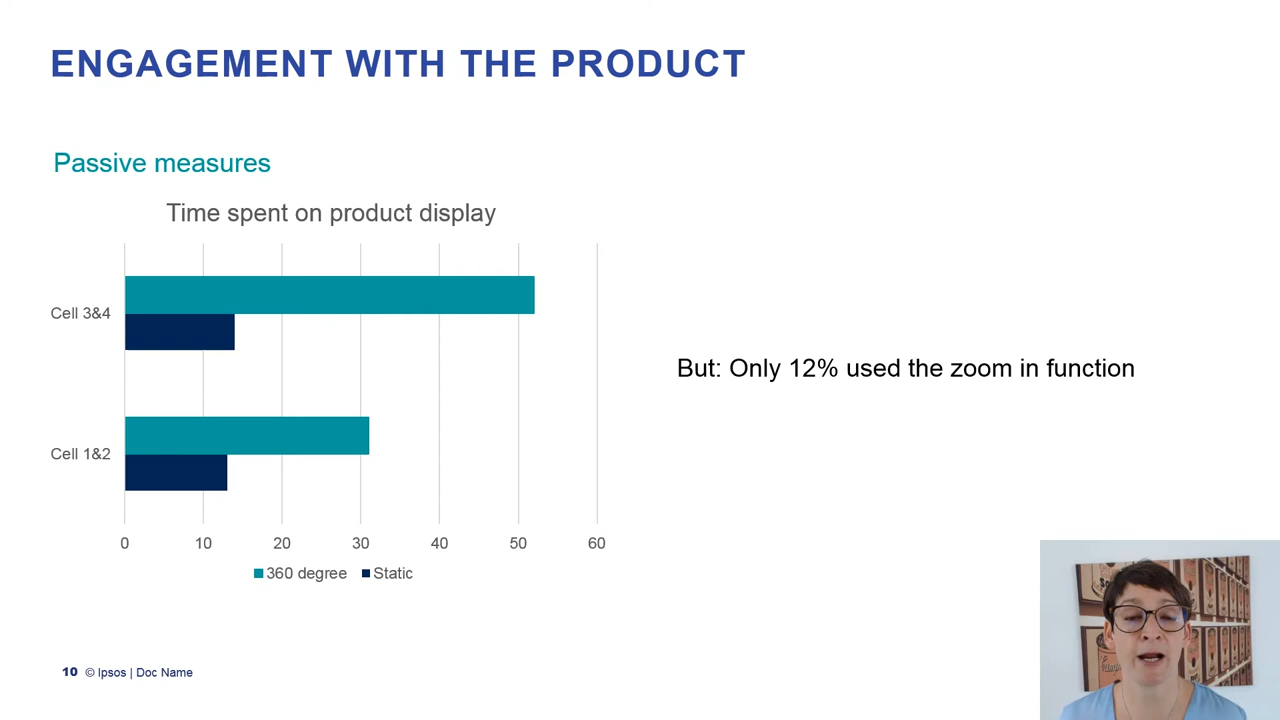 ENGAGEMENT WITH THE PRODUCT
Passive measures
Time spent on product display
Cell 3&4
Cell 1&2
0 10 20 30 40 50 60
360 degree Static
But: Only 12% used the zoom in function
10 © Ipsos | Doc Name